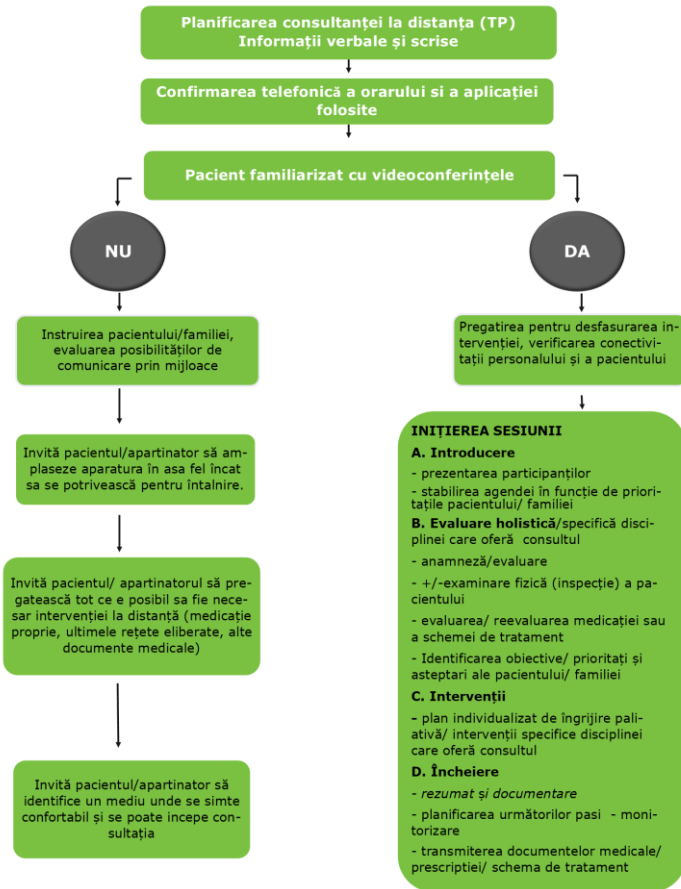 Planificarea consultanței la distanța (TP)
Informații verbale și scrise
Confirmarea telefonică a orarului si a aplicației
folosite
Pacient familiarizat cu videoconferințele
NU
Instruirea pacientului/familiei,
evaluarea posibilităților de
comunicare prin mijloace
Invită pacientul/apartinator să am-
plaseze aparatura în asa fel încat
sa se potrivească pentru întalnire.
Invită pacientul/ apartinatorul să pre-
gatească tot ce e posibil sa fie nece-
sar intervenției la distanță (medicație
proprie, ultimele rețete eliberate, alte
documente medicale)
Invită pacientul/apartinator să
identifice un mediu unde se simte
confortabil și se poate incepe con-
sultația
DA
Pregatirea pentru desfasurarea in-
tervenției, verificarea conectivi-
tații personalului și a pacientului
INIȚIEREA SESIUNII
A. Introducere
- prezentarea participanților
- stabilirea agendei în funcție de priori-
tațile pacientului/ familiei
B. Evaluare holistică/specifică disci-
plinei care oferă consultul
- anamneză/evaluare
- +/-examinare fizică (inspecție) a pa-
cientului
- evaluarea/ reevaluarea medicației sau
a schemei de tratament
- Identificarea obiective/ prioritați și
asteptari ale pacientului/ familiei
C. Intervenții
- plan individualizat de îngrijire pali-
ativă/ intervenții specifice disciplinei
care oferă consultul
D. Încheiere
- rezumat și documentare
- planificarea următorilor pasi - moni-
torizare
- transmiterea documentelor medicale/
prescriptiei/ schema de tratament